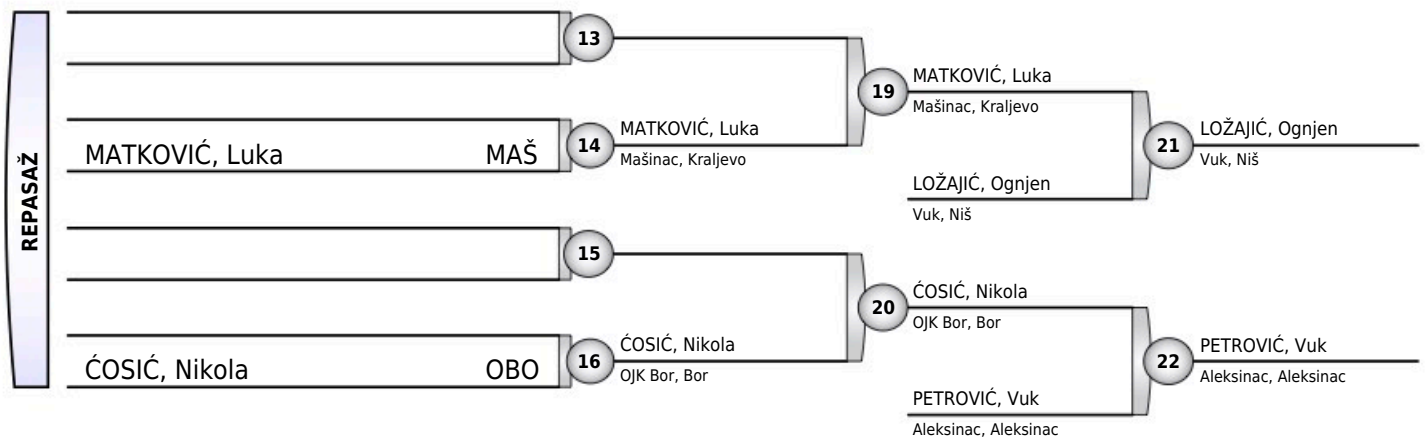 REPASAŽ
13
MATKOVIĆ, Luka MAŠ
14
MATKOVIĆ, Luka
Mašinac, Kraljevo
19
MATKOVIĆ, Luka
Mašinac, Kraljevo
LOŽAJIĆ, Ognjen
Vuk, Niš
21
LOŽAJIĆ, Ognjen
Vuk, Niš
15
ĆOSIĆ, Nikola OBO
16
ĆOSIĆ, Nikola
OJK Bor, Bor
20
ĆOSIĆ, Nikola
OJK Bor, Bor
PETROVIĆ, Vuk
Aleksinac, Aleksinac
22
PETROVIĆ, Vuk
Aleksinac, Aleksinac